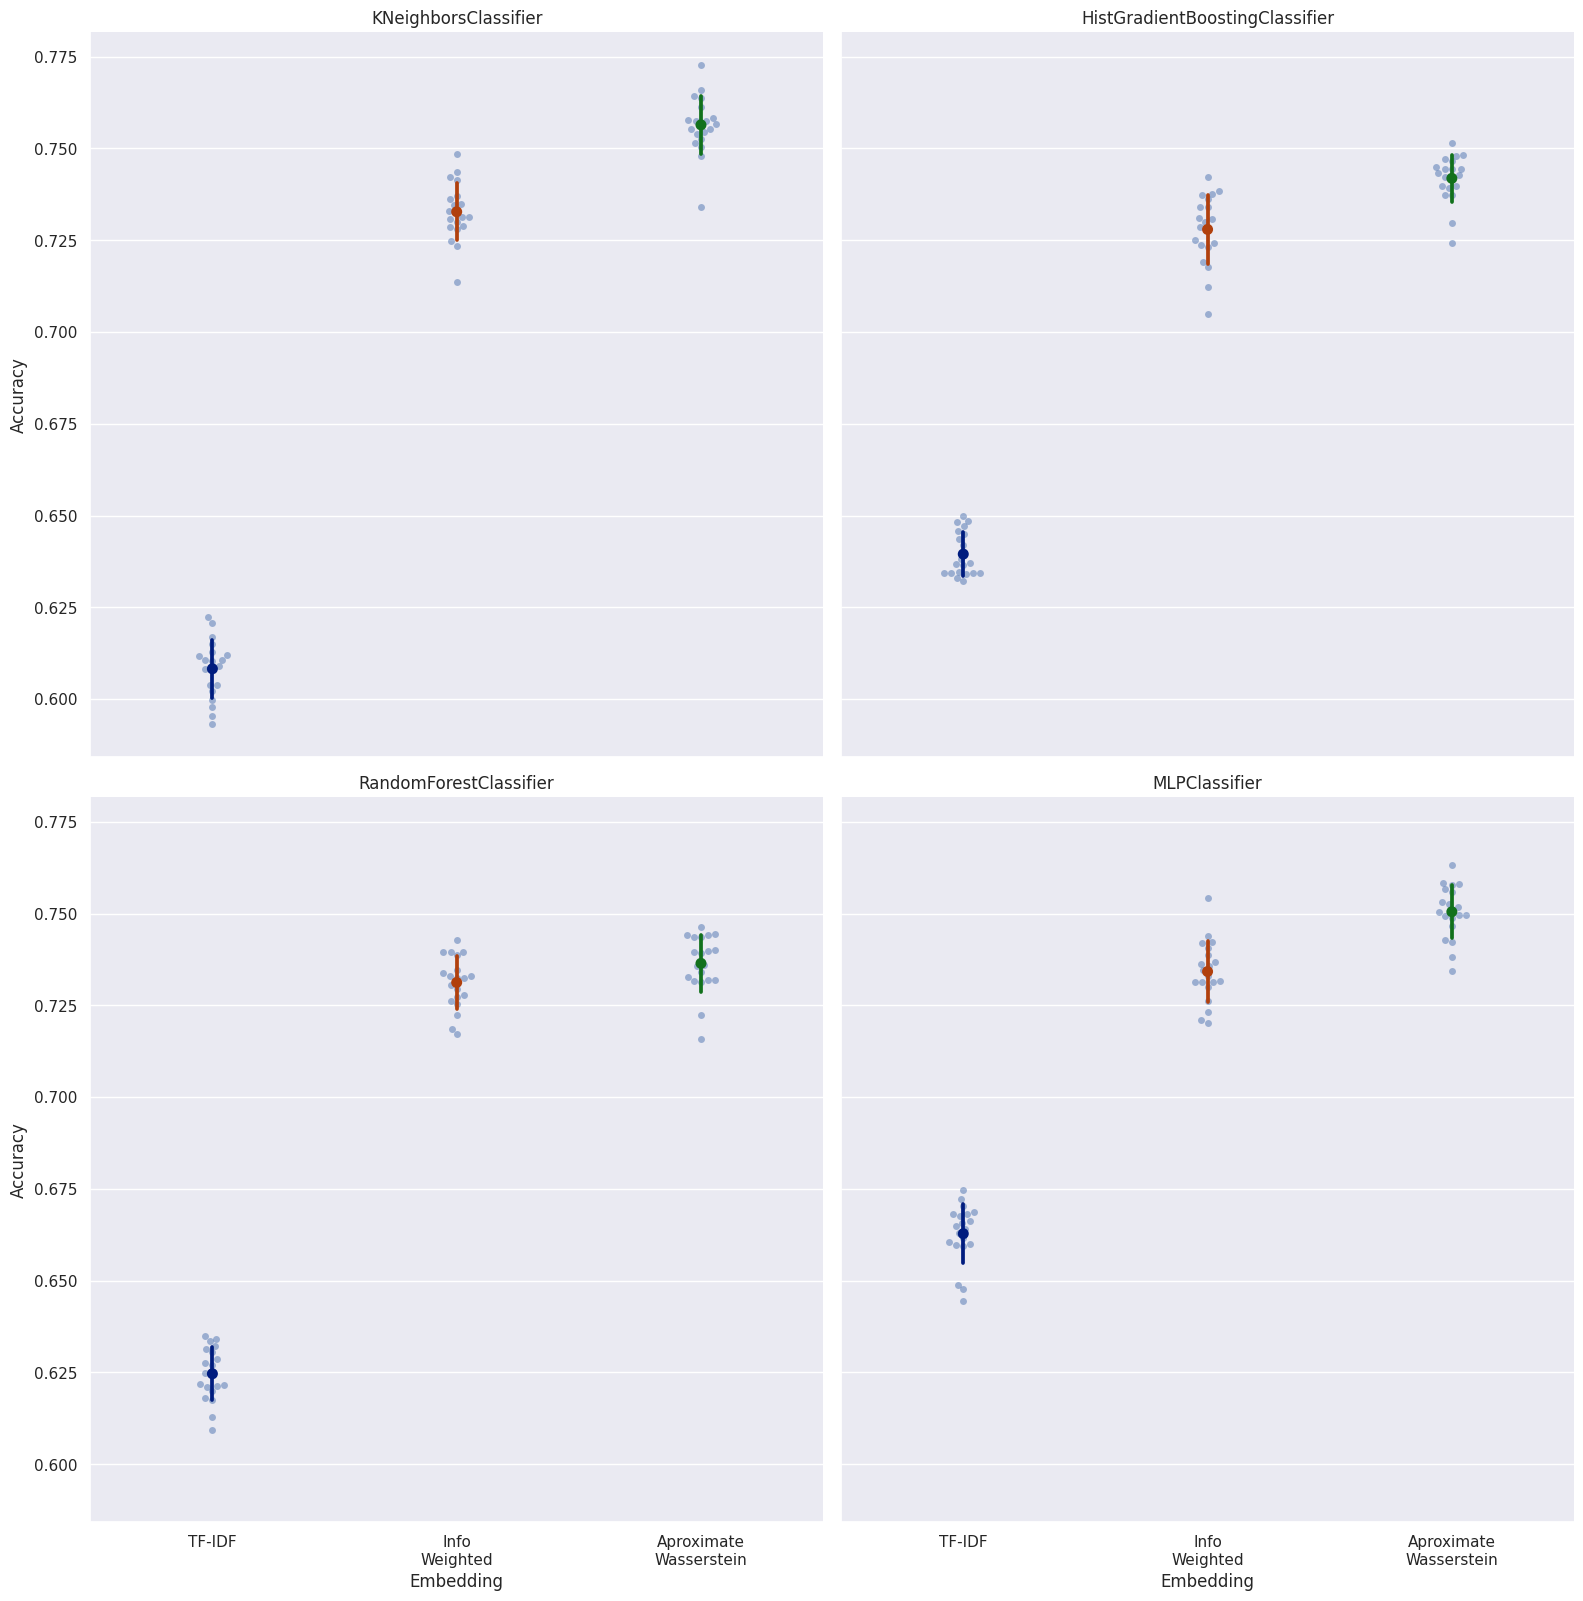 KNeighborsClassifier
HistGradientBoostingClassifier
0.775
0.750
0.725
0.700
0.675
0.650
0.625
0.600
Accuracy
RandomForestClassifier
MLPClassifier
0.775
0.750
0.725
0.700
0.675
0.650
0.625
0.600
Accuracy
TF-IDF
Info
Weighted
Aproximate
Wasserstein
Embedding
TF-IDF
Info
Weighted
Aproximate
Wasserstein
Embedding